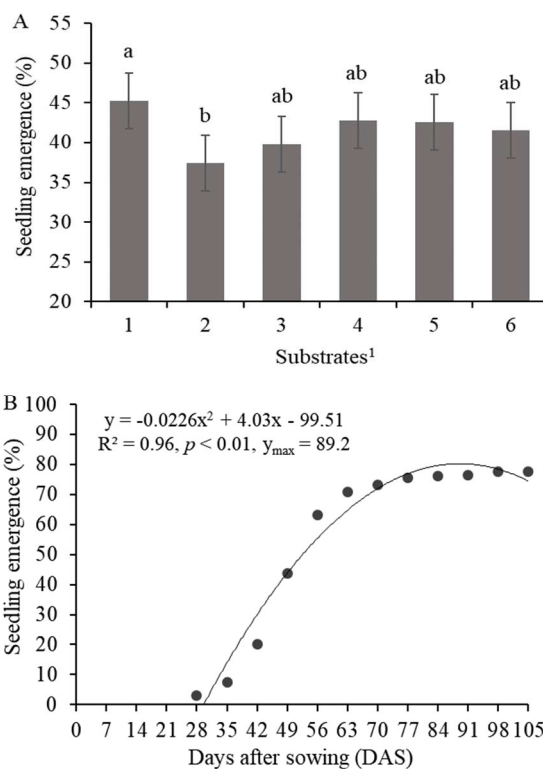 A
55
50
45
40
35
30
25
20
Seedling emergence (%)
a
b
ab
ab
ab
ab
1 2 3 4 5 6
Substrates¹
B
100
90
80
70
60
50
40
30
20
10
0
Seedling emergence (%)
y = -0.0226x² + 4.03x - 99.51
R² = 0.96, p < 0.01, yₘₐₓ = 89.2
0 7 14 21 28 35 42 49 56 63 70 77 84 91 98 105
Days after sowing (DAS)